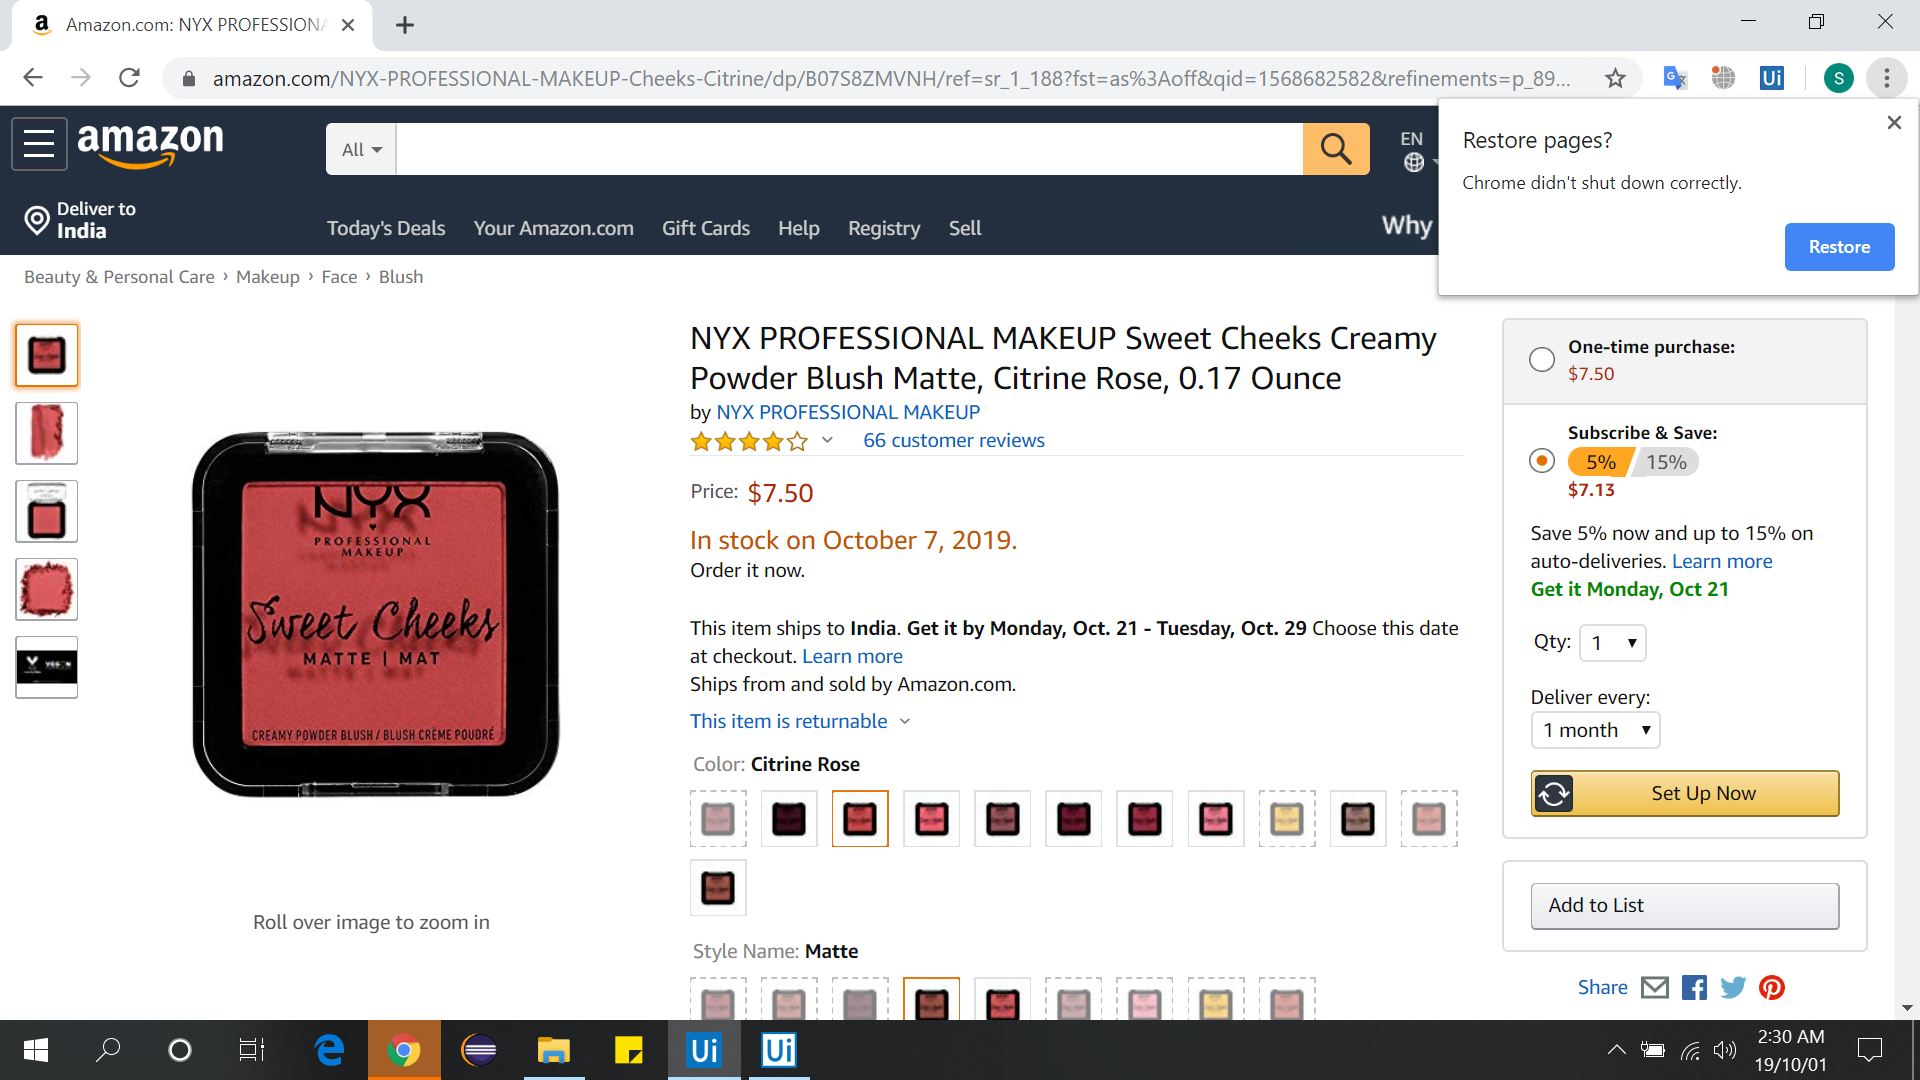 Amazon.com: NYX PROFESSIONA
amazon.com/NYX-PROFESSIONAL-MAKEUP-Cheeks-Citrine/dp/B07S8ZMVNH/ref=sr_1_188?fst=as%3Aoff&qid=1568682582&refinements=p_89...
Ui
S
Restore pages?
Chrome didn't shut down correctly.
Restore
amazon
All
EN
Deliver to
India
Today's Deals
Your Amazon.com
Gift Cards
Help
Registry
Sell
Why
Beauty & Personal Care › Makeup › Face › Blush
NYX PROFESSIONAL MAKEUP Sweet Cheeks Creamy
Powder Blush Matte, Citrine Rose, 0.17 Ounce
by NYX PROFESSIONAL MAKEUP
66 customer reviews
Price: $7.50
In stock on October 7, 2019.
Order it now.
This item ships to India. Get it by Monday, Oct. 21 - Tuesday, Oct. 29 Choose this date
at checkout. Learn more
Ships from and sold by Amazon.com.
This item is returnable
Color: Citrine Rose
Style Name: Matte
NYX
PROFESSIONAL
MAKEUP
Sweet Cheeks
MATTE | MAT
CREAMY POWDER BLUSH / BLUSH CRÈME POUDRÉ
Roll over image to zoom in
One-time purchase:
$7.50
Subscribe & Save:
5% 15%
$7.13
Save 5% now and up to 15% on
auto-deliveries. Learn more
Get it Monday, Oct 21
Qty: 1
Deliver every:
1 month
Set Up Now
Add to List
Share
Ui
Ui
2:30 AM
19/10/01